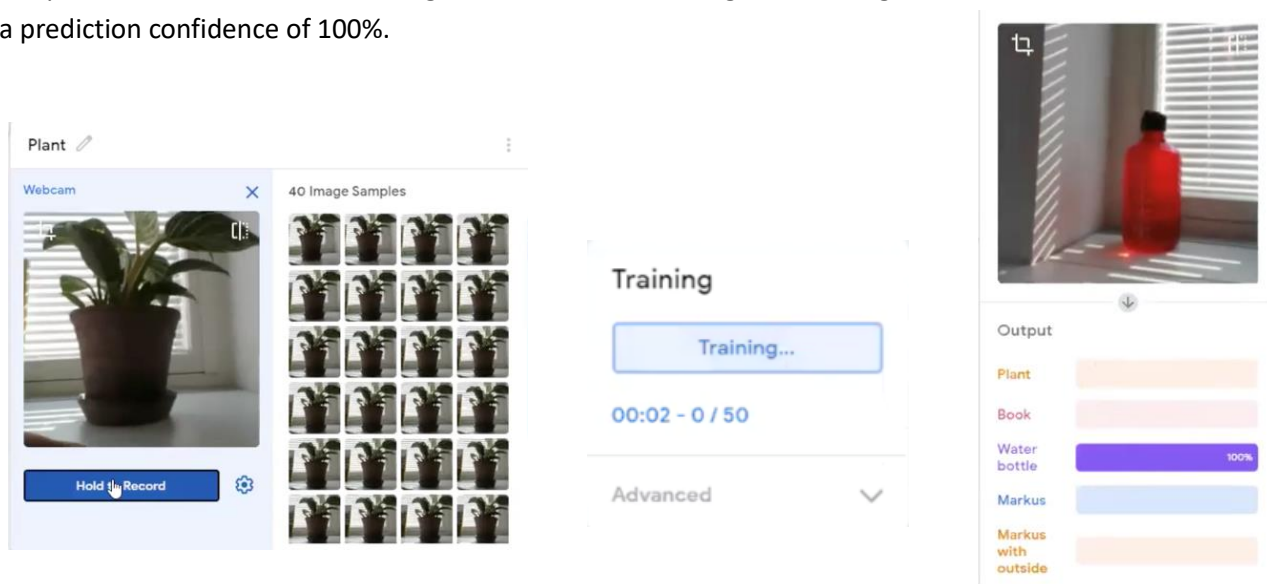 a prediction confidence of 100%.
Plant
Webcam
40 Image Samples
Hold to Record
Training
Training...
00:02 - 0 / 50
Advanced
Output
Plant
Book
Water
bottle
100%
Markus
Markus
with
outside